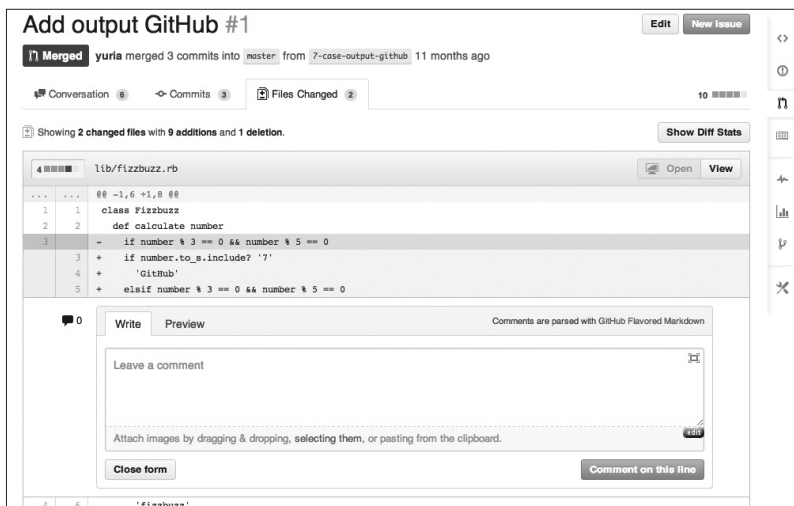 Add output GitHub #1
Edit
New Issue
Merged yuria merged 3 commits into master from 7-case-output-github 11 months ago
Conversation 6
Commits 3
Files Changed 2
10
Showing 2 changed files with 9 additions and 1 deletion.
Show Diff Stats
4 lib/fizzbuzz.rb
Open
View
... ... @@ -1,6 +1,8 @@
1 1 class Fizzbuzz
2 2 def calculate number
3 - if number % 3 == 0 && number % 5 == 0
3 + if number.to_s.include? '7'
4 + 'GitHub'
5 + elsif number % 3 == 0 && number % 5 == 0
0
Write
Preview
Comments are parsed with GitHub Flavored Markdown
Leave a comment
edit
Attach images by dragging & dropping, selecting them, or pasting from the clipboard.
Close form
Comment on this line
4 6 'fizzbuzz'